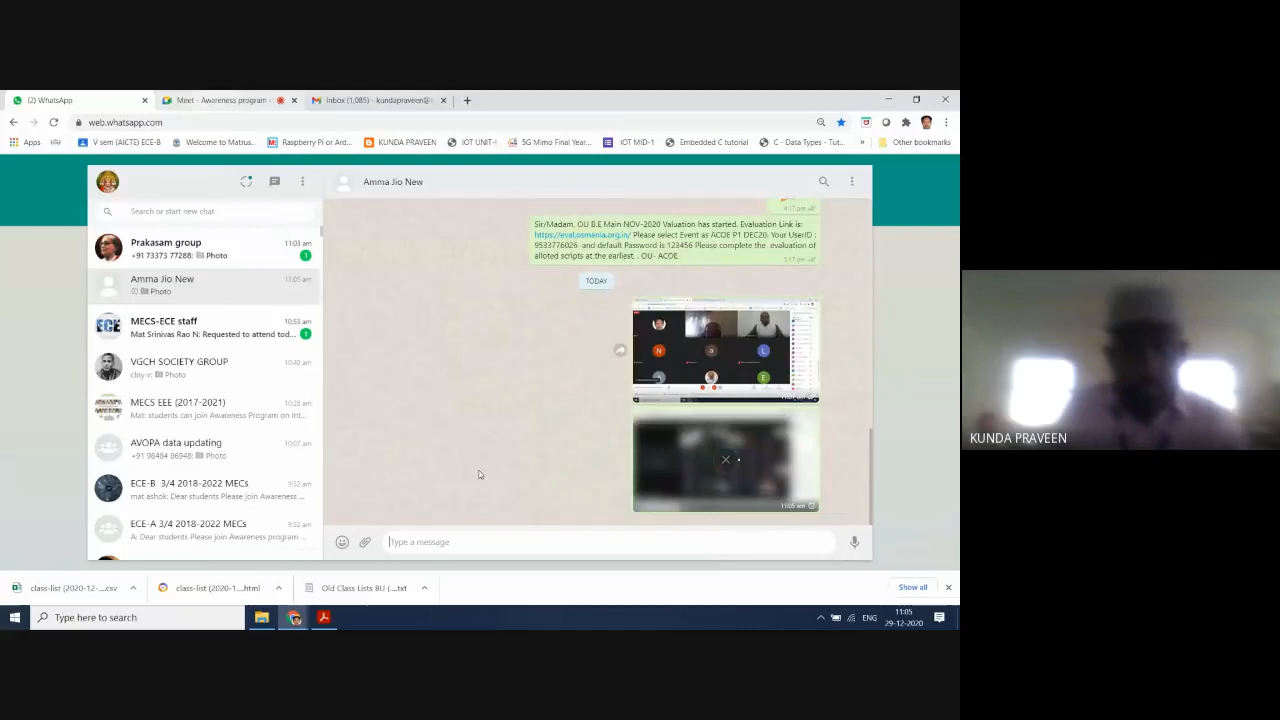 (2) WhatsApp
Meet - Awareness program
Inbox (1,085) - kundapraveen@
web.whatsapp.com
Apps
V sem (AICTE) ECE-B
Welcome to Matrus...
Raspberry Pi or Ard...
KUNDA PRAVEEN
IOT UNIT-I
5G Mimo Final Year...
IOT MID-1
Embedded C tutorial
C - Data Types - Tut...
Other bookmarks
Amma Jio New
Search or start new chat
Prakasam group
11:03 am
+91 73373 77288: Photo
1
Amma Jio New
11:05 am
Photo
MECS-ECE staff
10:53 am
Mat Srinivas Rao N: Requested to attend tod...
1
VGCH SOCIETY GROUP
10:40 am
clny v: Photo
MECS EEE (2017-2021)
10:28 am
Mat: students can join Awareness Program on Int...
AVOPA data updating
10:07 am
+91 98484 86948: Photo
ECE-B 3/4 2018-2022 MECs
9:52 am
mat ashok: Dear students Please join Awareness ...
ECE-A 3/4 2018-2022 MECs
9:52 am
A: Dear students Please join Awareness program ...
4:17 pm
Sir/Madam, OU B.E Main NOV-2020 Valuation has started. Evaluation Link is:
https://eval.osmania.org.in/ Please select Event as ACOE P1 DEC20. Your UserID :
9533776026 and default Password is 123456 Please complete the evaluation of
alloted scripts at the earliest. . OU- ACOE
5:17 pm
TODAY
N
L
E
11:05 am
Type a message
class-list (2020-12-....csv
class-list (2020-1....html
Old Class Lists BU (....txt
Show all
Type here to search
ENG
11:05
29-12-2020
KUNDA PRAVEEN